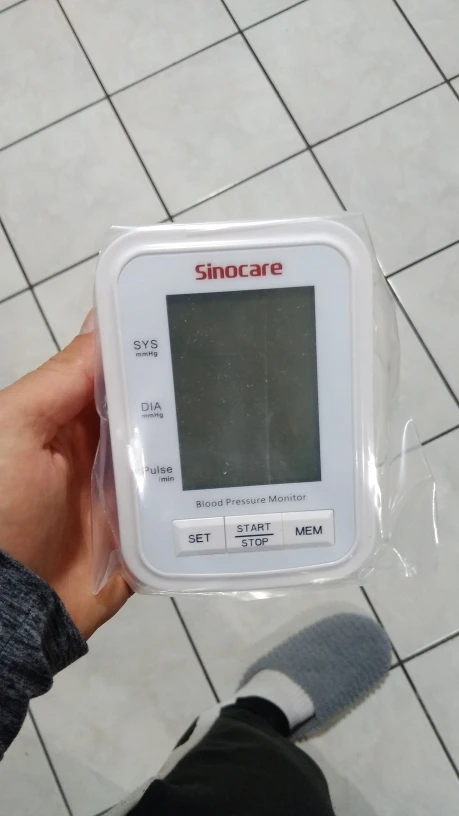 Sinocare
SYS
mmHg
DIA
mmHg
Pulse
/min
Blood Pressure Monitor
SET
START
STOP
MEM